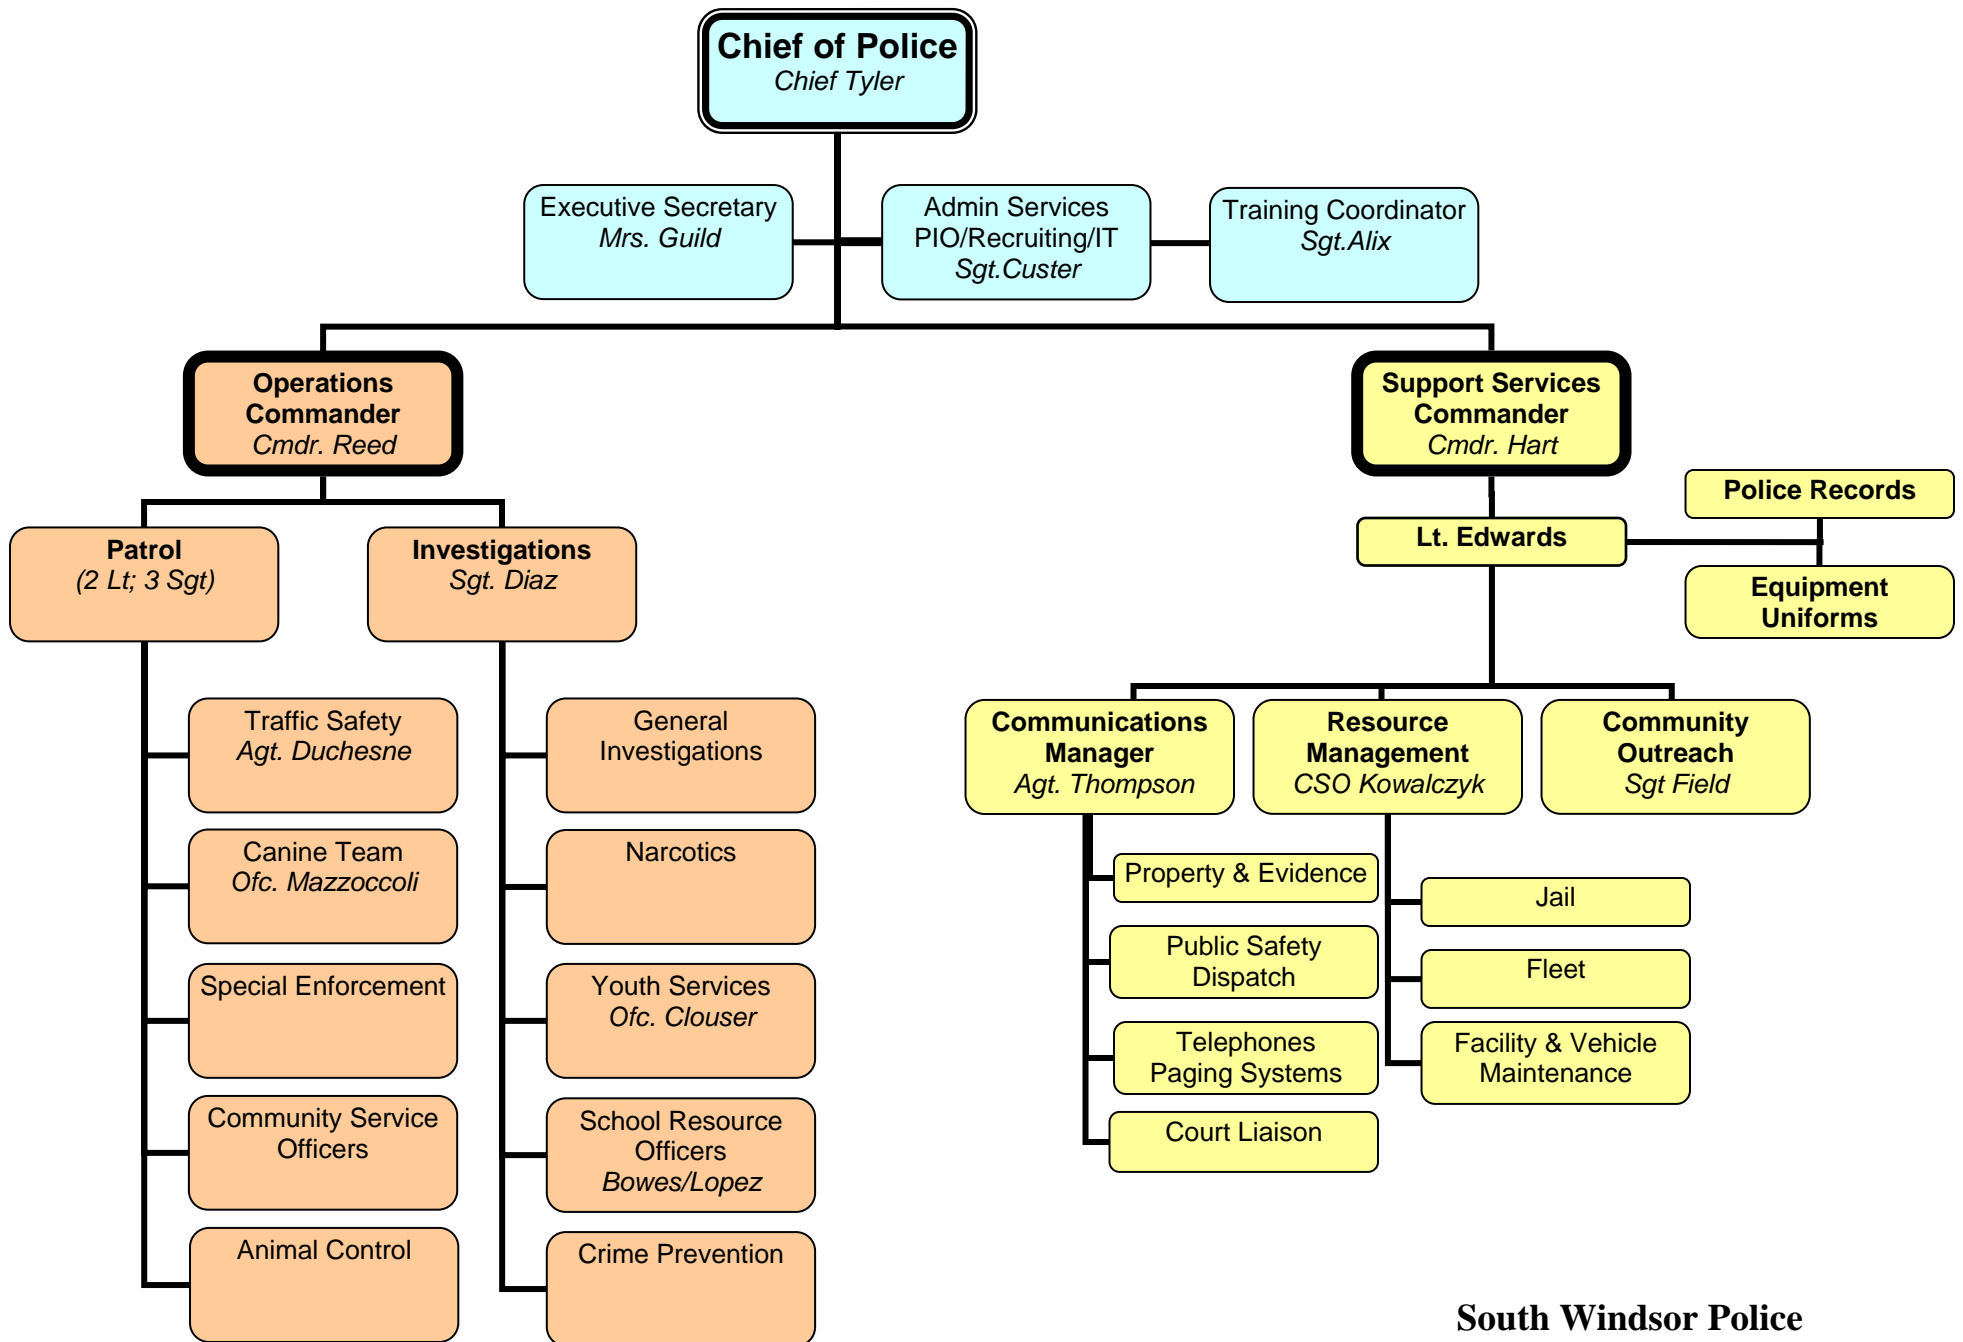 Chief of Police
Chief Tyler
Executive Secretary
Mrs. Guild
Admin Services
PIO/Recruiting/IT
Sgt.Custer
Training Coordinator
Sgt.Alix
Operations
Commander
Cmdr. Reed
Support Services
Commander
Cmdr. Hart
Police Records
Lt. Edwards
Equipment
Uniforms
Patrol
(2 Lt; 3 Sgt)
Investigations
Sgt. Diaz
Traffic Safety
Agt. Duchesne
Canine Team
Ofc. Mazzoccoli
Special Enforcement
Community Service
Officers
Animal Control
General
Investigations
Narcotics
Youth Services
Ofc. Clouser
School Resource
Officers
Bowes/Lopez
Crime Prevention
Communications
Manager
Agt. Thompson
Resource
Management
CSO Kowalczyk
Community
Outreach
Sgt Field
Property & Evidence
Public Safety
Dispatch
Telephones
Paging Systems
Court Liaison
Jail
Fleet
Facility & Vehicle
Maintenance
South Windsor Police